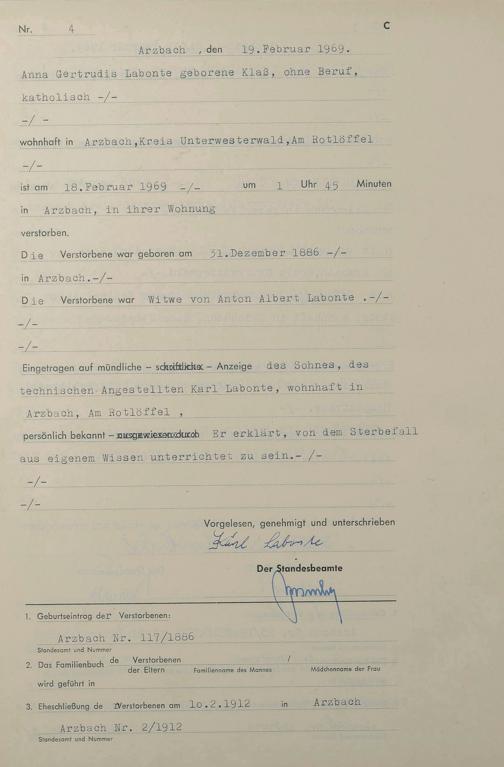 Nr. 4 C
Arzbach , den 19.Februar 1969.
Anna Gertrudis Labonte geborene Klaß, ohne Beruf,
katholisch -/-
-/ -
wohnhaft in Arzbach,Kreis Unterwesterwald,Am Rotlöffel
-/-
ist am 18.Februar 1969 -/- um 1 Uhr 45 Minuten
in Arzbach, in ihrer Wohnung
verstorben.
Die Verstorbene war geboren am 31.Dezember 1886 -/-
in Arzbach.-/-
Die Verstorbene war Witwe von Anton Albert Labonte .-/-
-/-
-/-
Eingetragen auf mündliche – schriftliche – Anzeige des Sohnes, des
technischen Angestellten Karl Labonte, wohnhaft in
Arzbach, Am Rotlöffel ,
persönlich bekannt – ausgewiesen durch Er erklärt, von dem Sterbefall
aus eigenem Wissen unterrichtet zu sein.- /-
-/-
-/-
Vorgelesen, genehmigt und unterschrieben
Karl Labonte
Der Standesbeamte
1. Geburtseintrag der Verstorbenen:
Arzbach Nr. 117/1886
Standesamt und Nummer
2. Das Familienbuch de Verstorbenen /
der Eltern Familienname des Mannes Mädchenname der Frau
wird geführt in
3. Eheschließung de Verstorbenen am 10.2.1912 in Arzbach
Arzbach Nr. 2/1912
Standesamt und Nummer